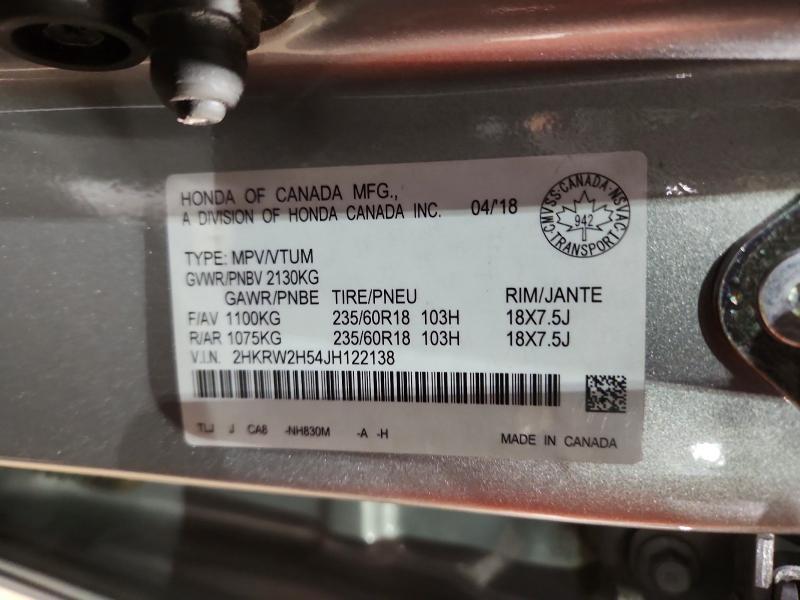 HONDA OF CANADA MFG.,
A DIVISION OF HONDA CANADA INC. 04/'18
CMVSS·CANADA·NSVAC
942
TRANSPORT
TYPE: MPV/VTUM
GVWR/PNBV 2130KG
GAWR/PNBE TIRE/PNEU RIM/JANTE
F/AV 1100KG 235/60R18 103H 18X7.5J
R/AR 1075KG 235/60R18 103H 18X7.5J
V.I.N. 2HKRW2H54JH122138
TLJ J CA8 -NH830M -A -H
MADE IN CANADA